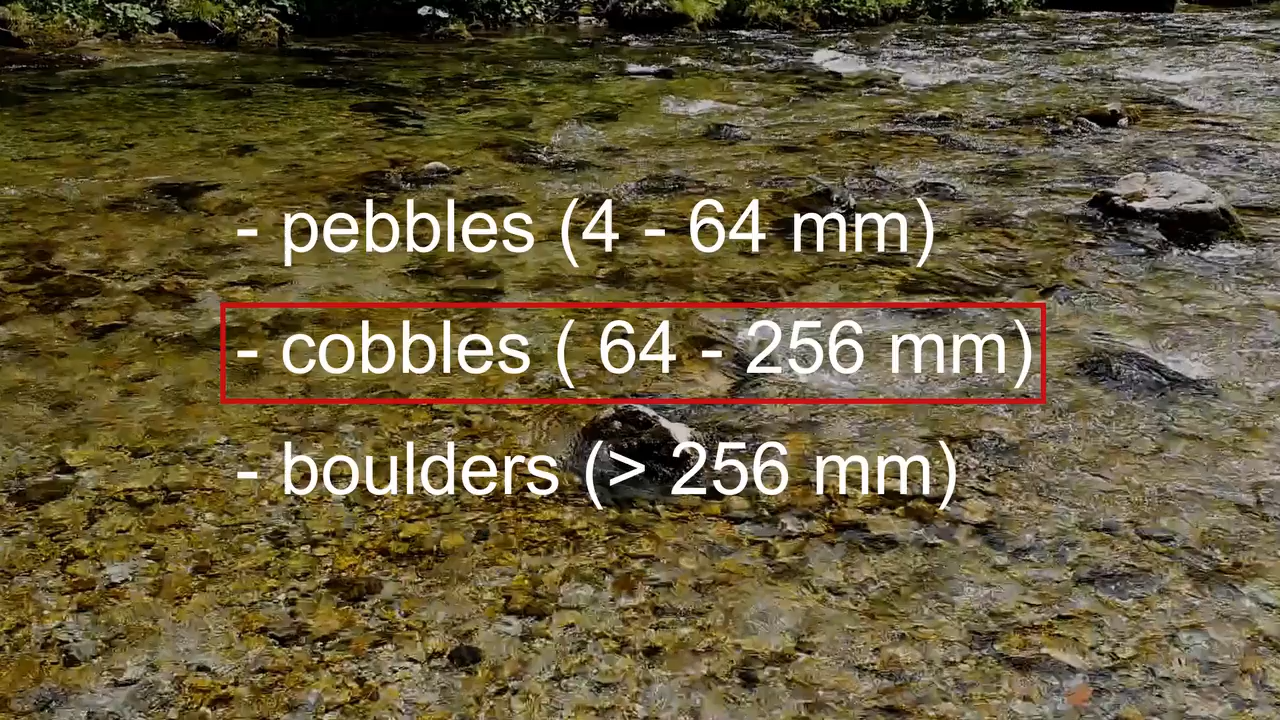 - pebbles (4 - 64 mm)
- cobbles ( 64 - 256 mm)
- boulders (> 256 mm)